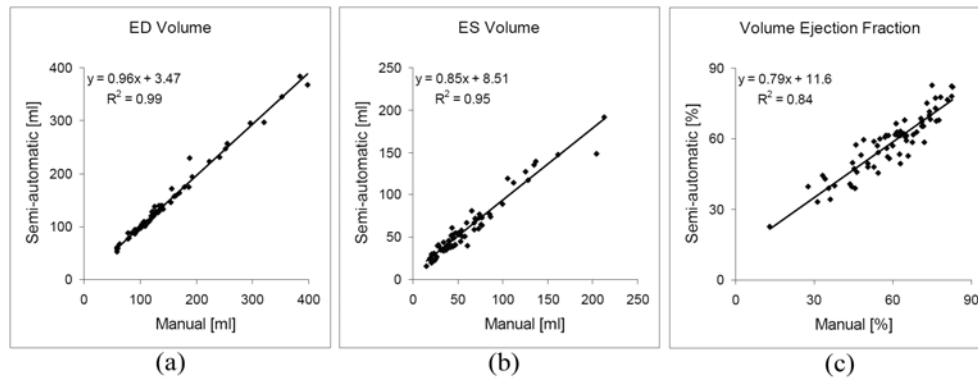 ED Volume
y = 0.96x + 3.47
R² = 0.99
Semi-automatic [ml]
400
300
200
100
0
0 100 200 300 400
Manual [ml]
(a)
ES Volume
y = 0.85x + 8.51
R² = 0.95
Semi-automatic [ml]
250
200
150
100
50
0
0 50 100 150 200 250
Manual [ml]
(b)
Volume Ejection Fraction
y = 0.79x + 11.6
R² = 0.84
Semi-automatic [%]
90
60
30
0
0 30 60 90
Manual [%]
(c)